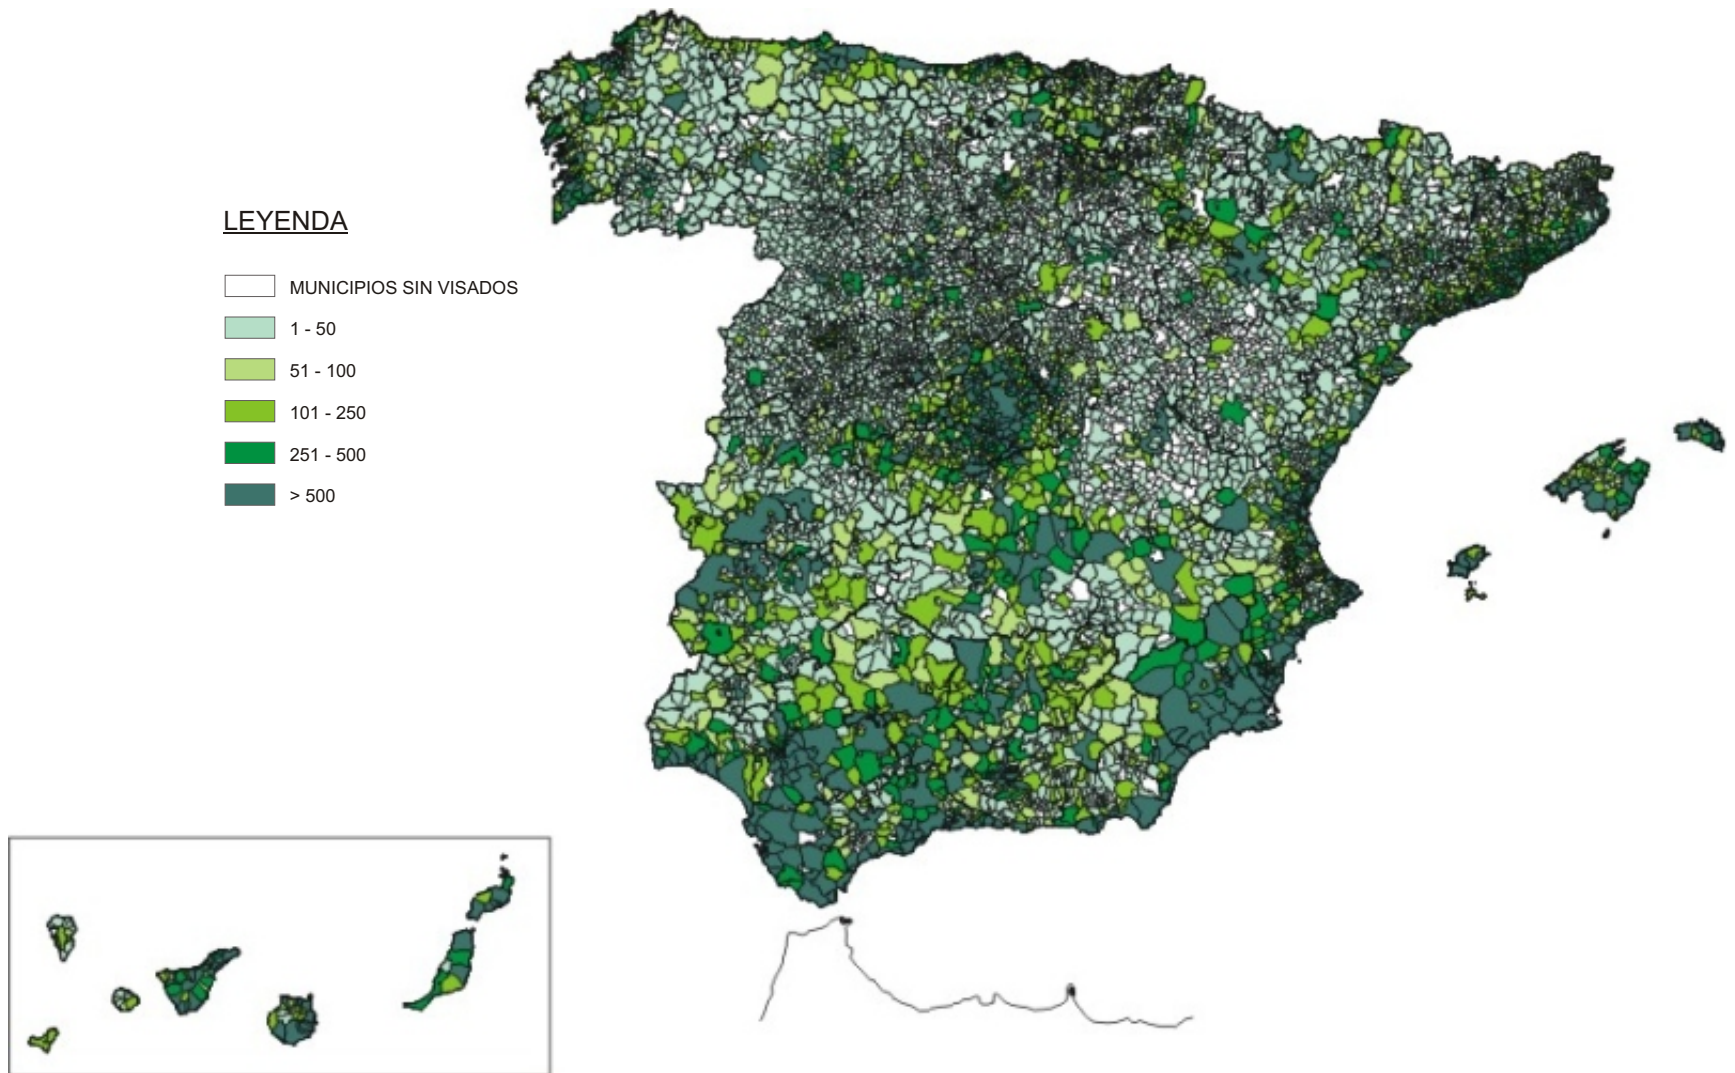 LEYENDA
MUNICIPIOS SIN VISADOS
1 - 50
51 - 100
101 - 250
251 - 500
> 500